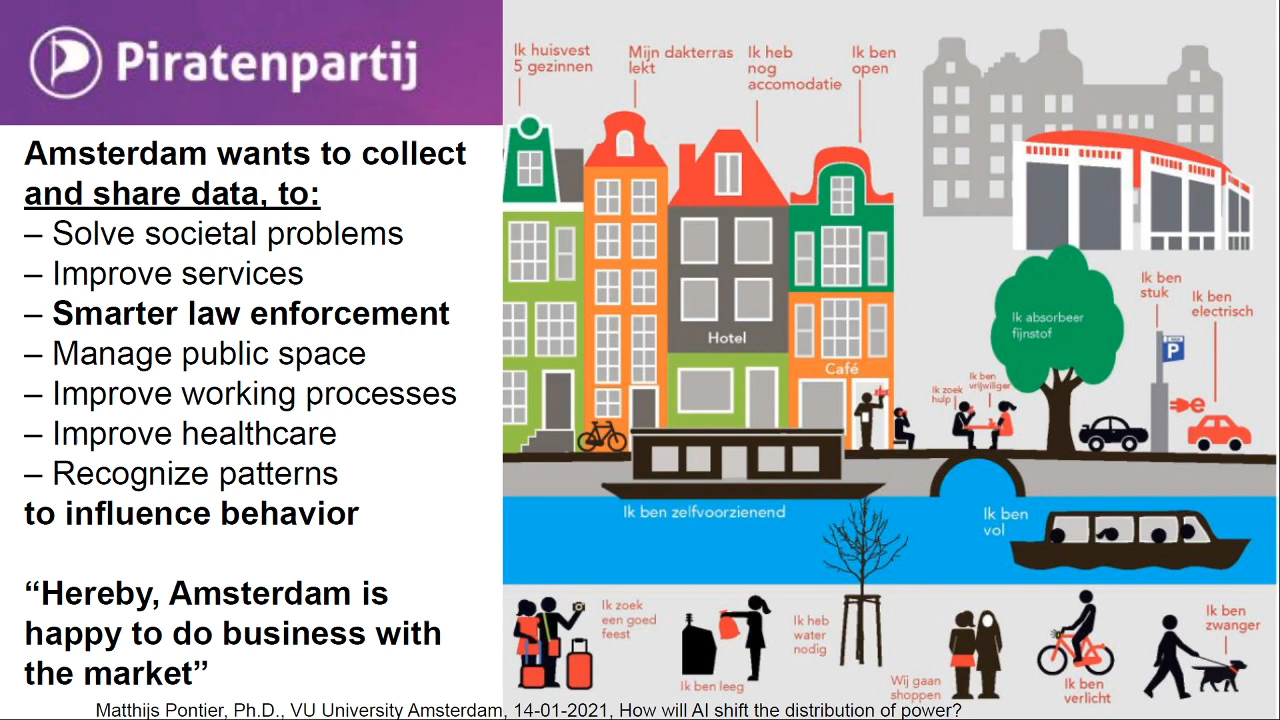 Piratenpartij
Amsterdam wants to collect
and share data, to:
– Solve societal problems
– Improve services
– Smarter law enforcement
– Manage public space
– Improve working processes
– Improve healthcare
– Recognize patterns
to influence behavior
“Hereby, Amsterdam is
happy to do business with
the market”
Ik huisvest
5 gezinnen
Mijn dakterras
lekt
Ik heb
nog
accomodatie
Ik ben
open
Hotel
Café
Ik absorbeer
fijnstof
Ik ben
stuk
Ik ben
electrisch
P
Ik zoek
hulp
Ik ben
vrijwiliger
Ik ben zelfvoorzienend
Ik ben
vol
Ik zoek
een goed
feest
Ik ben leeg
Ik heb
water
nodig
Wij gaan
shoppen
Ik ben
verlicht
Ik ben
zwanger
Matthijs Pontier, Ph.D., VU University Amsterdam, 14-01-2021, How will AI shift the distribution of power?